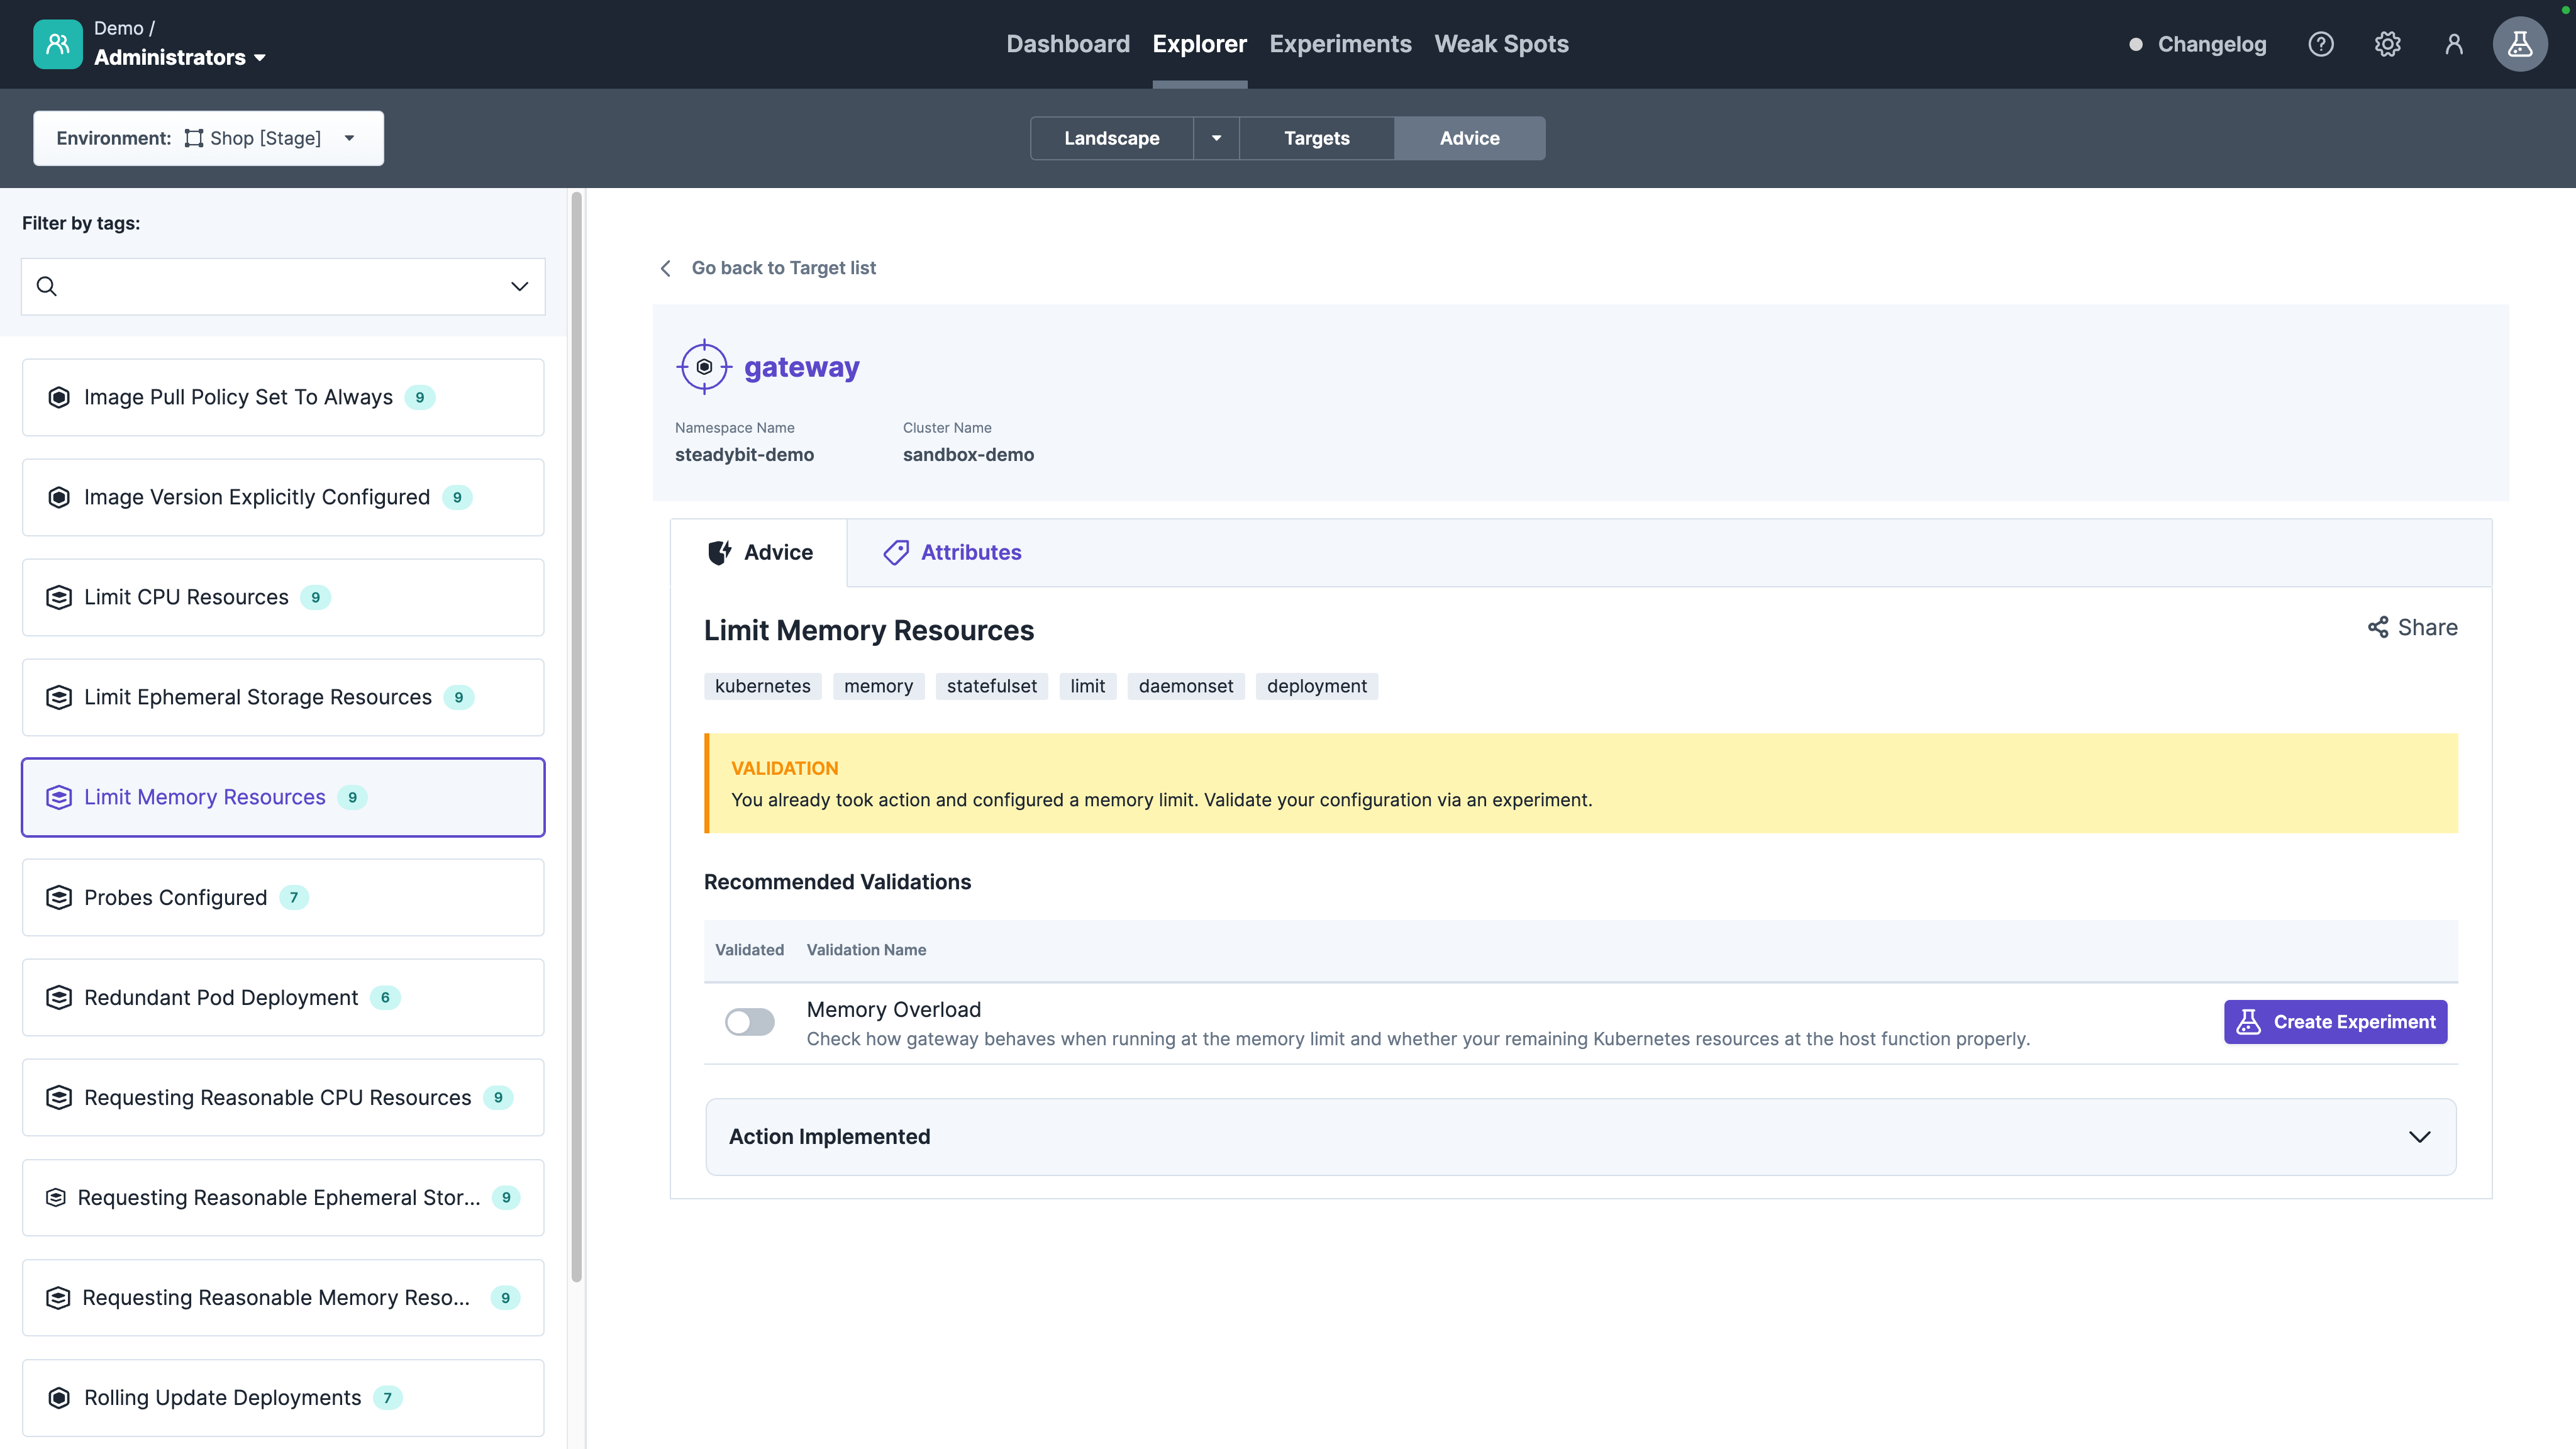 Demo /
Administrators
Dashboard Explorer Experiments Weak Spots
Changelog
Environment: Shop [Stage]
Landscape Targets Advice
Filter by tags:
Image Pull Policy Set To Always 9
Image Version Explicitly Configured 9
Limit CPU Resources 9
Limit Ephemeral Storage Resources 9
Limit Memory Resources 9
Probes Configured 7
Redundant Pod Deployment 6
Requesting Reasonable CPU Resources 9
Requesting Reasonable Ephemeral Stor... 9
Requesting Reasonable Memory Reso... 9
Rolling Update Deployments 7
Go back to Target list
gateway
Namespace Name Cluster Name
steadybit-demo sandbox-demo
Advice Attributes
Limit Memory Resources
Share
kubernetes memory statefulset limit daemonset deployment
VALIDATION
You already took action and configured a memory limit. Validate your configuration via an experiment.
Recommended Validations
Validated Validation Name
Memory Overload
Check how gateway behaves when running at the memory limit and whether your remaining Kubernetes resources at the host function properly.
Create Experiment
Action Implemented